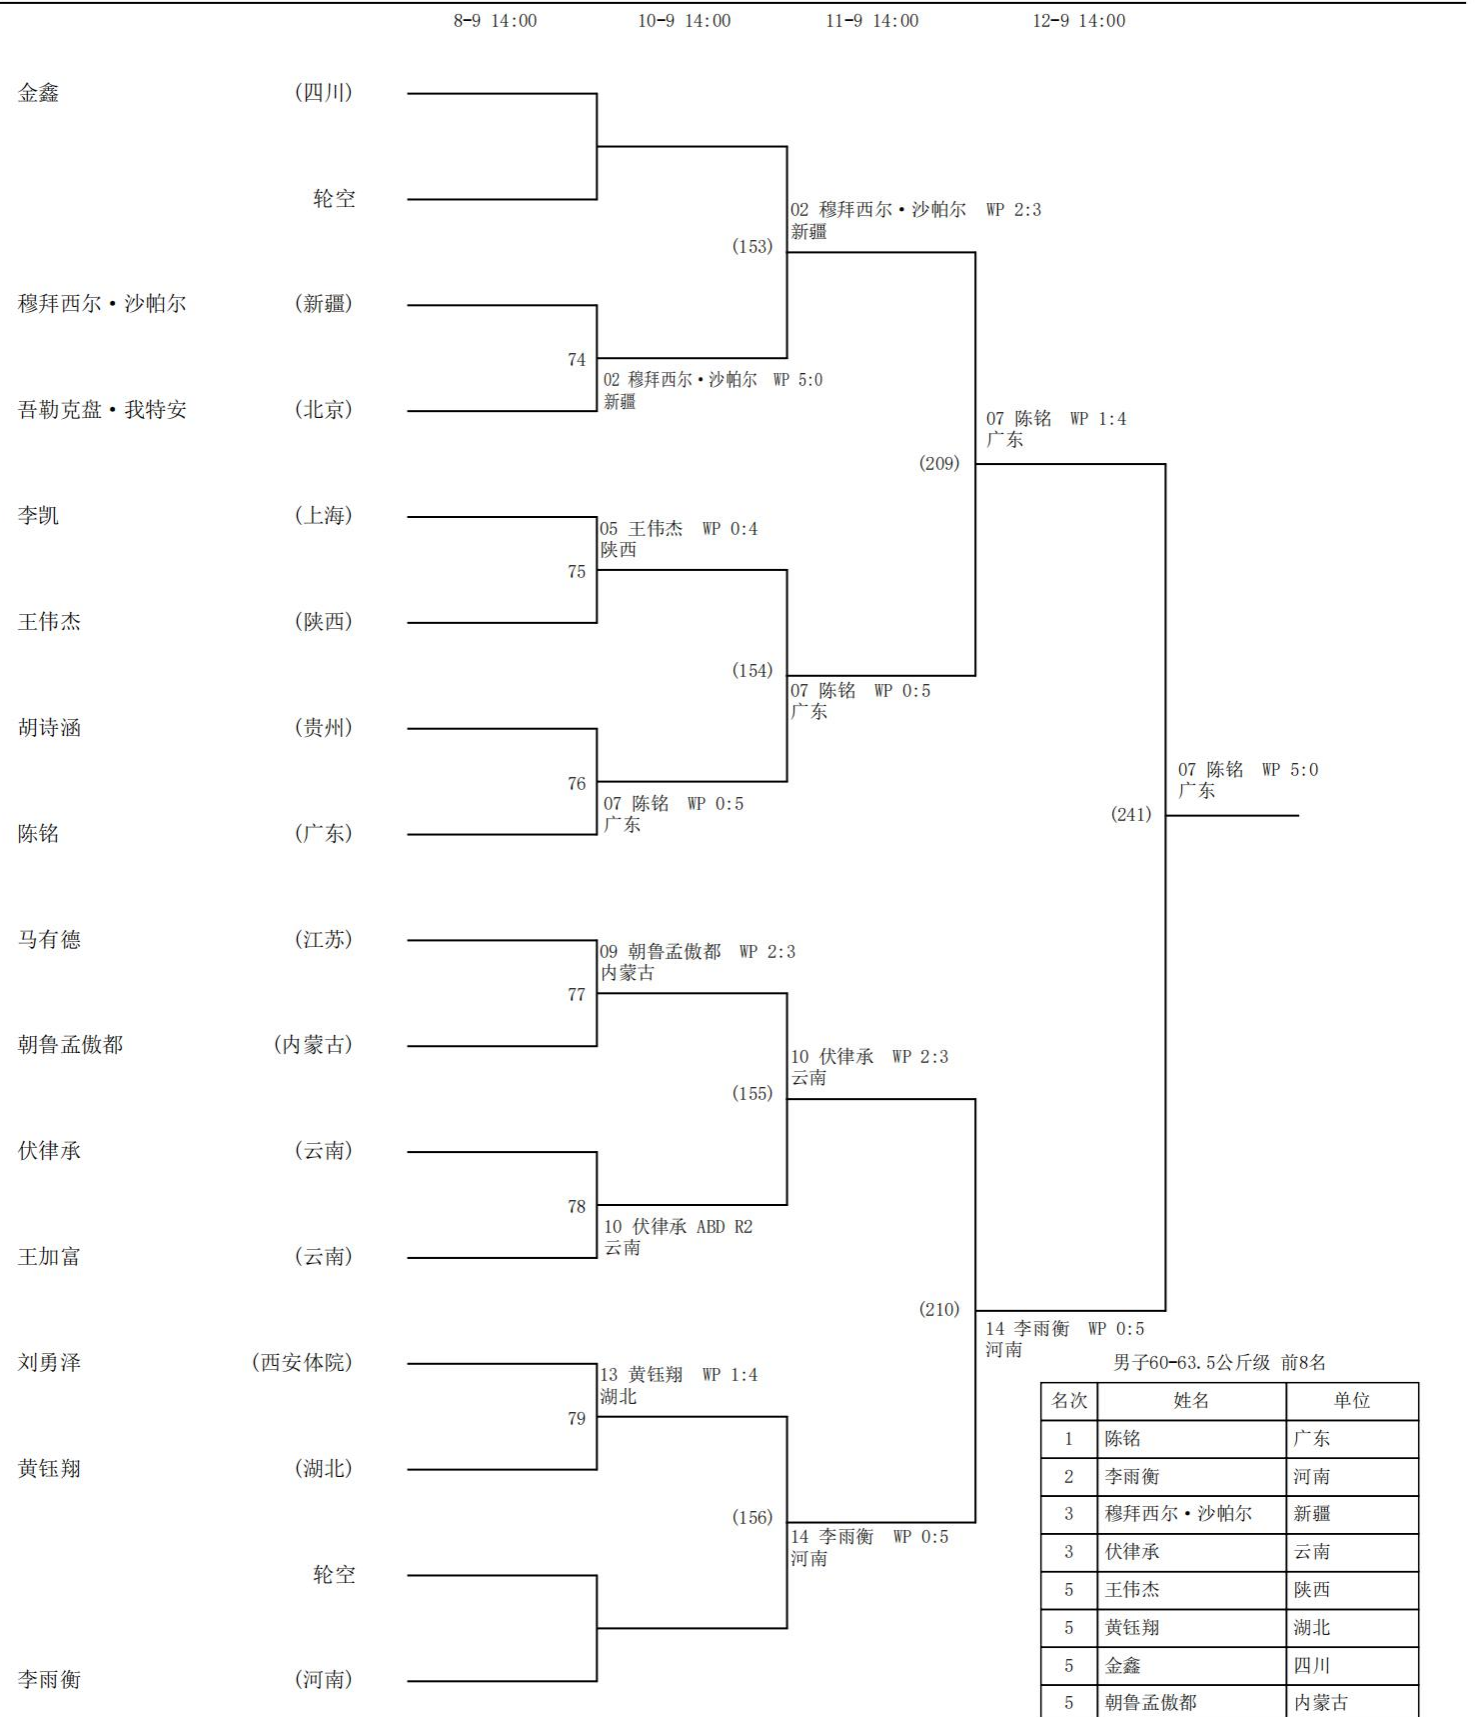 8-9 14:00 10-9 14:00 11-9 14:00 12-9 14:00
金鑫 (四川)
轮空
02 穆拜西尔·沙帕尔 WP 2:3
新疆
(153)
穆拜西尔·沙帕尔 (新疆)
74
02 穆拜西尔·沙帕尔 WP 5:0
新疆
吾勒克盘·我特安 (北京)
07 陈铭 WP 1:4
广东
(209)
李凯 (上海)
05 王伟杰 WP 0:4
陕西
75
王伟杰 (陕西)
(154)
07 陈铭 WP 0:5
广东
胡诗涵 (贵州)
76
07 陈铭 WP 0:5
广东
陈铭 (广东)
07 陈铭 WP 5:0
广东
(241)
马有德 (江苏)
09 朝鲁孟傲都 WP 2:3
内蒙古
77
朝鲁孟傲都 (内蒙古)
10 伏律承 WP 2:3
云南
(155)
伏律承 (云南)
78
10 伏律承 ABD R2
云南
王加富 (云南)
(210)
14 李雨衡 WP 0:5
河南
刘勇泽 (西安体院)
13 黄钰翔 WP 1:4
湖北
79
黄钰翔 (湖北)
(156)
14 李雨衡 WP 0:5
河南
轮空
李雨衡 (河南)
男子60-63.5公斤级 前8名
名次 姓名 单位
1 陈铭 广东
2 李雨衡 河南
3 穆拜西尔·沙帕尔 新疆
3 伏律承 云南
5 王伟杰 陕西
5 黄钰翔 湖北
5 金鑫 四川
5 朝鲁孟傲都 内蒙古